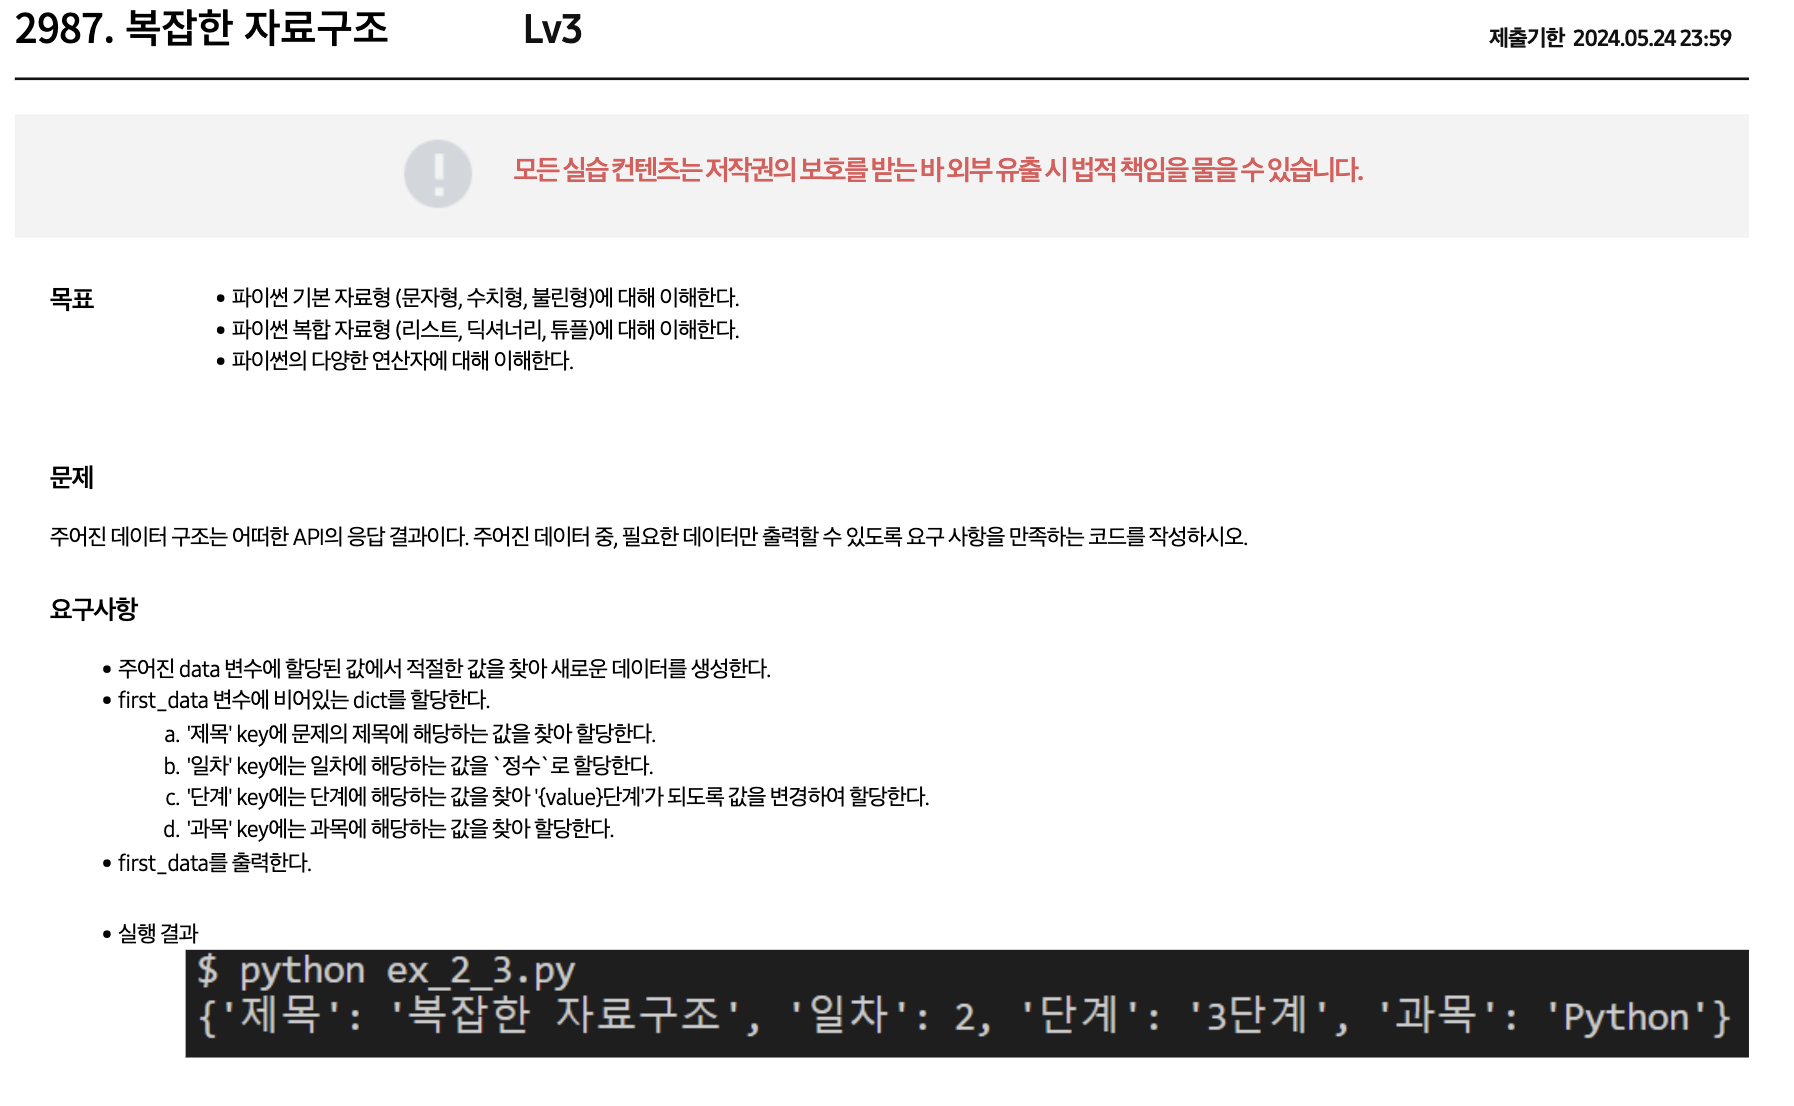 2987. 복잡한 자료구조 Lv3 제출기한 2024.05.24 23:59
모든 실습 컨텐츠는 저작권의 보호를 받는 바 외부 유출 시 법적 책임을 물을 수 있습니다.
목표
• 파이썬 기본 자료형 (문자형, 수치형, 불린형)에 대해 이해한다.
• 파이썬 복합 자료형 (리스트, 딕셔너리, 튜플)에 대해 이해한다.
• 파이썬의 다양한 연산자에 대해 이해한다.
문제
주어진 데이터 구조는 어떠한 API의 응답 결과이다. 주어진 데이터 중, 필요한 데이터만 출력할 수 있도록 요구 사항을 만족하는 코드를 작성하시오.
요구사항
• 주어진 data 변수에 할당된 값에서 적절한 값을 찾아 새로운 데이터를 생성한다.
• first_data 변수에 비어있는 dict를 할당한다.
a. '제목' key에 문제의 제목에 해당하는 값을 찾아 할당한다.
b. '일차' key에는 일차에 해당하는 값을 `정수`로 할당한다.
c. '단계' key에는 단계에 해당하는 값을 찾아 '{value}단계'가 되도록 값을 변경하여 할당한다.
d. '과목' key에는 과목에 해당하는 값을 찾아 할당한다.
• first_data를 출력한다.
• 실행 결과
$ python ex_2_3.py
{'제목': '복잡한 자료구조', '일차': 2, '단계': '3단계', '과목': 'Python'}